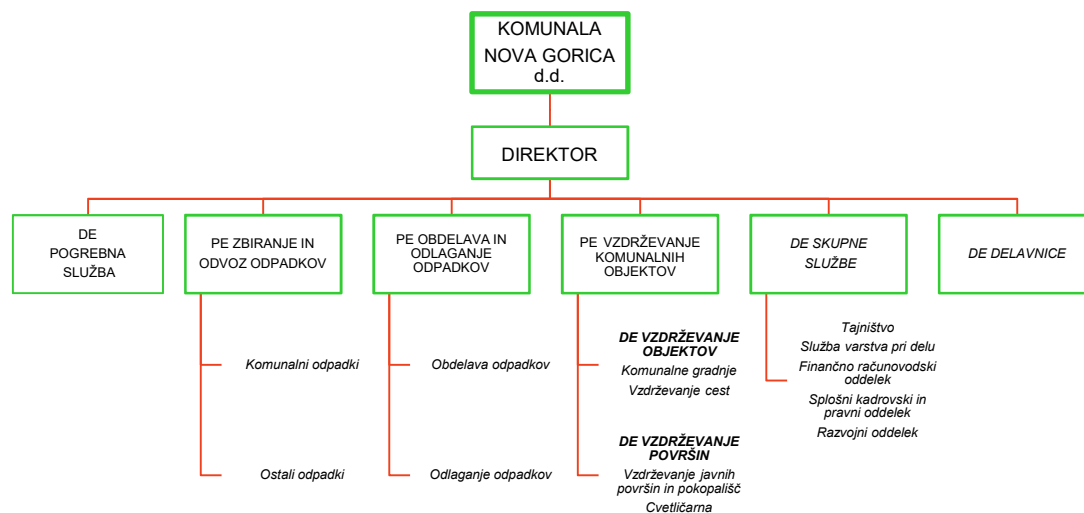 KOMUNALA
NOVA GORICA
d.d.
DIREKTOR
DE
POGREBNA
SLUŽBA
PE ZBIRANJE IN
ODVOZ ODPADKOV
PE OBDELAVA IN
ODLAGANJE
ODPADKOV
PE VZDRŽEVANJE
KOMUNALNIH
OBJEKTOV
DE SKUPNE
SLUŽBE
DE DELAVNICE
Komunalni odpadki
Ostali odpadki
Obdelava odpadkov
Odlaganje odpadkov
DE VZDRŽEVANJE
OBJEKTOV
Komunalne gradnje
Vzdrževanje cest
DE VZDRŽEVANJE
POVRŠIN
Vzdrževanje javnih
površin in pokopališč
Cvetličarna
Tajništvo
Služba varstva pri delu
Finančno računovodski
oddelek
Splošni kadrovski in
pravni oddelek
Razvojni oddelek